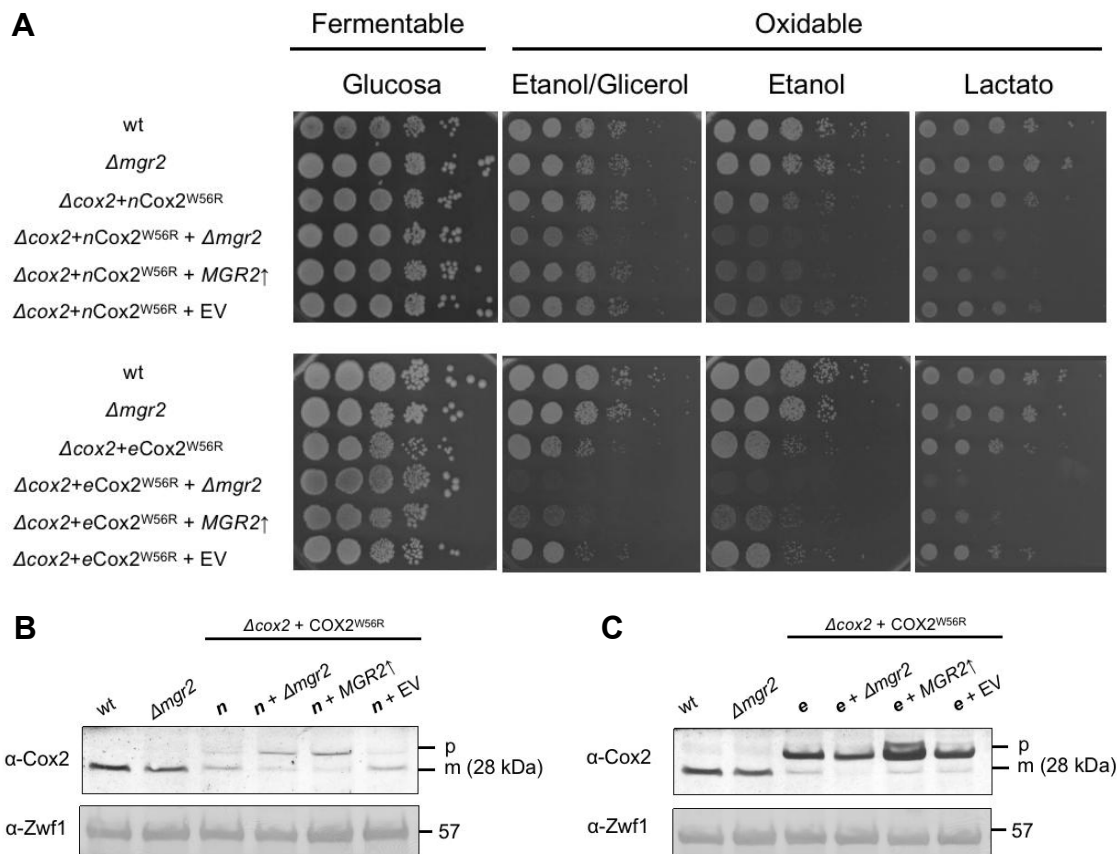 A
Fermentable
Oxidable
Glucosa
Etanol/Glicerol
Etanol
Lactato
wt
Δmgr2
Δcox2+nCox2ᵂ⁵⁶ᴿ
Δcox2+nCox2ᵂ⁵⁶ᴿ + Δmgr2
Δcox2+nCox2ᵂ⁵⁶ᴿ + MGR2↑
Δcox2+nCox2ᵂ⁵⁶ᴿ + EV
wt
Δmgr2
Δcox2+eCox2ᵂ⁵⁶ᴿ
Δcox2+eCox2ᵂ⁵⁶ᴿ + Δmgr2
Δcox2+eCox2ᵂ⁵⁶ᴿ + MGR2↑
Δcox2+eCox2ᵂ⁵⁶ᴿ + EV
B
Δcox2 + COX2ᵂ⁵⁶ᴿ
wt
Δmgr2
n
n + Δmgr2
n + MGR2↑
n + EV
α-Cox2
p
m (28 kDa)
α-Zwf1
57
C
Δcox2 + COX2ᵂ⁵⁶ᴿ
wt
Δmgr2
e
e + Δmgr2
e + MGR2↑
e + EV
α-Cox2
p
m (28 kDa)
α-Zwf1
57